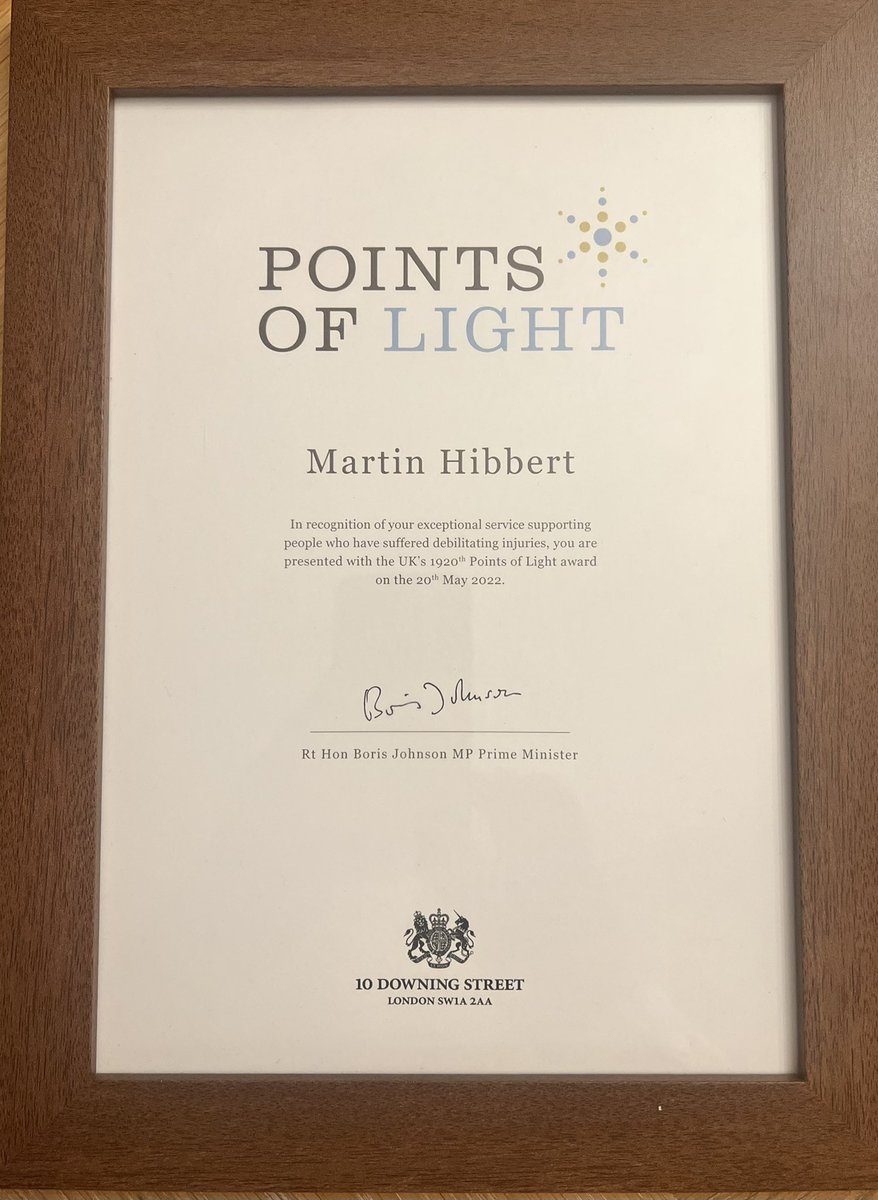 POINTS
OF LIGHT
Martin Hibbert
In recognition of your exceptional service supporting
people who have suffered debilitating injuries, you are
presented with the UK's 1920th Points of Light award
on the 20th May 2022.
Boris Johnson
Rt Hon Boris Johnson MP Prime Minister
10 DOWNING STREET
LONDON SW1A 2AA